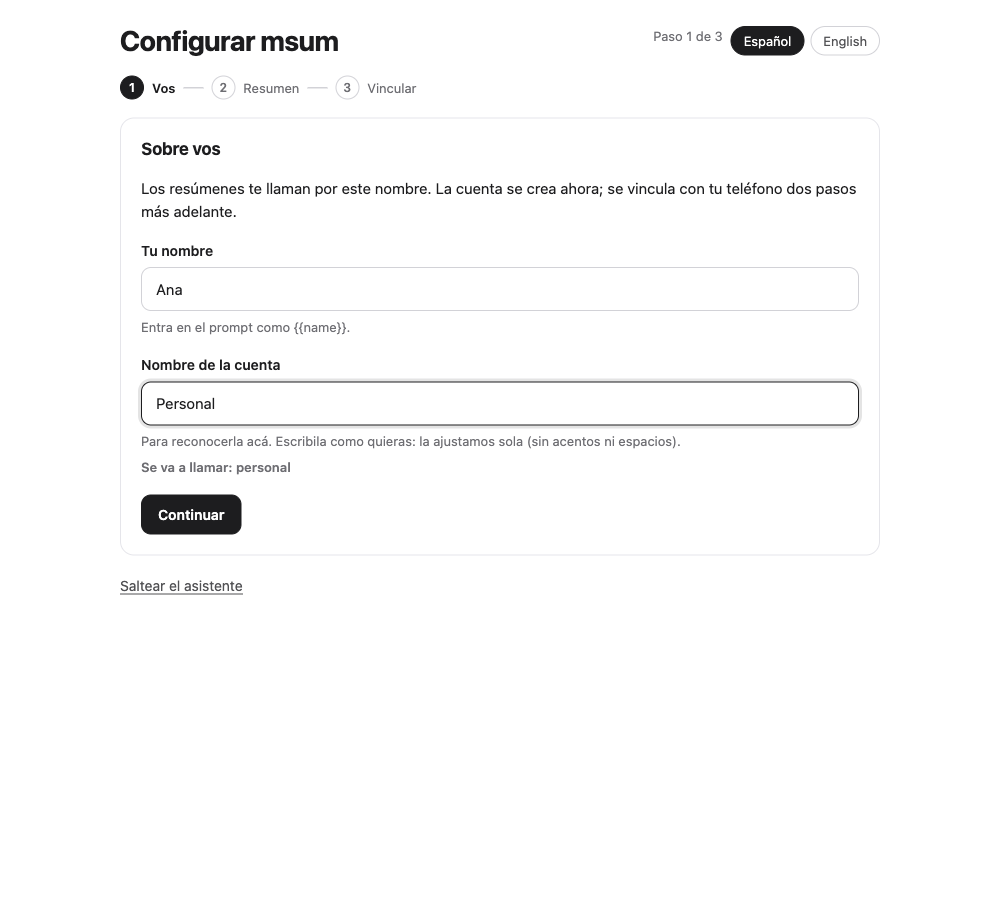 Configurar msum
Paso 1 de 3
Español
English
1 Vos
2 Resumen
3 Vincular
Sobre vos
Los resúmenes te llaman por este nombre. La cuenta se crea ahora; se vincula con tu teléfono dos pasos
más adelante.
Tu nombre
Ana
Entra en el prompt como {{name}}.
Nombre de la cuenta
Personal
Para reconocerla acá. Escribila como quieras: la ajustamos sola (sin acentos ni espacios).
Se va a llamar: personal
Continuar
Saltear el asistente